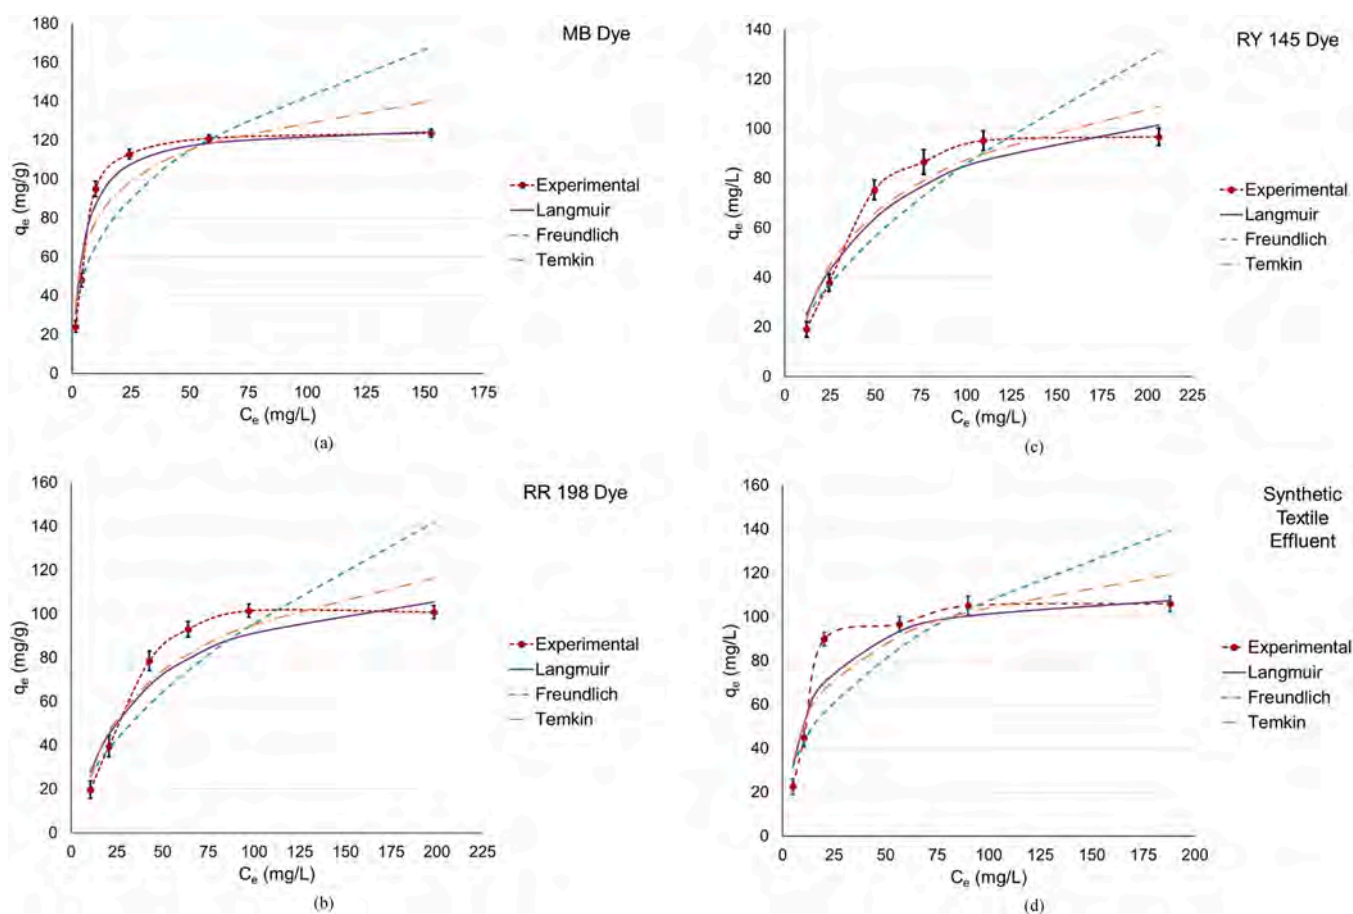 MB Dye
180
160
140
120
100
80
60
40
20
0
qe (mg/g)
0 25 50 75 100 125 150 175
Ce (mg/L)
Experimental
Langmuir
Freundlich
Temkin
(a)
RY 145 Dye
140
120
100
80
60
40
20
0
qe (mg/L)
0 25 50 75 100 125 150 175 200 225
Ce (mg/L)
Experimental
Langmuir
Freundlich
Temkin
(c)
RR 198 Dye
160
140
120
100
80
60
40
20
0
qe (mg/g)
0 25 50 75 100 125 150 175 200 225
Ce (mg/L)
Experimental
Langmuir
Freundlich
Temkin
(b)
Synthetic
Textile
Effluent
160
140
120
100
80
60
40
20
0
qe (mg/L)
0 25 50 75 100 125 150 175 200
Ce (mg/L)
Experimental
Langmuir
Freundlich
Temkin
(d)